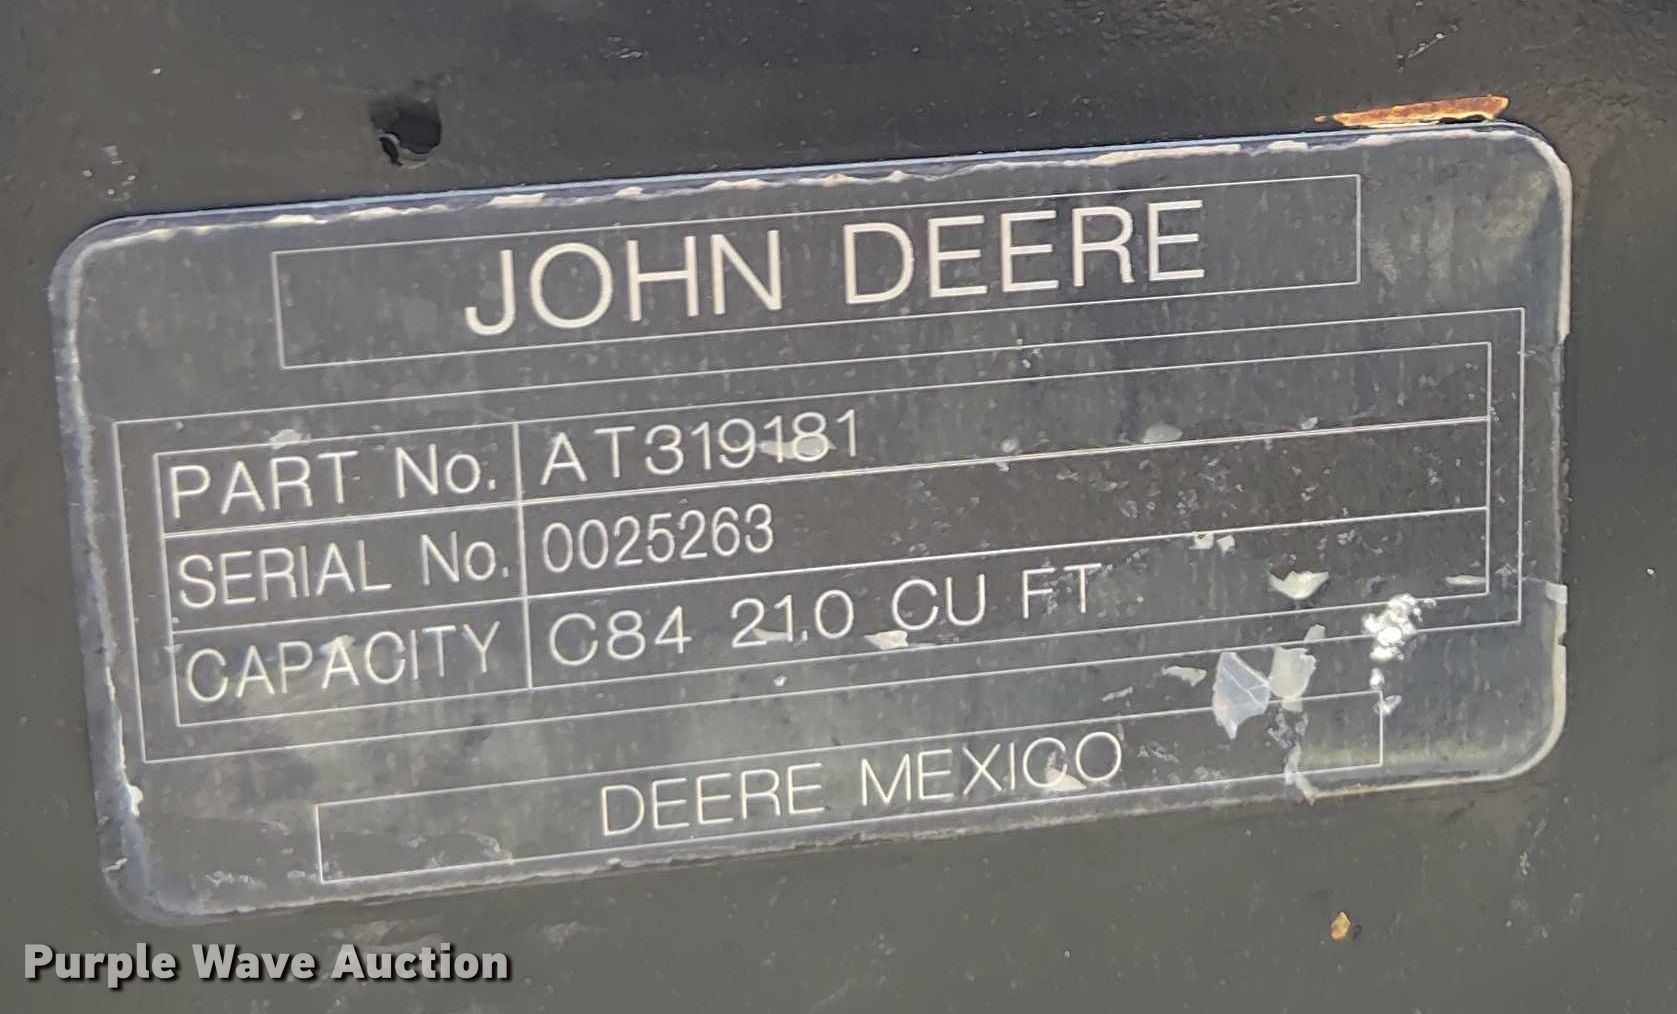 JOHN DEERE
PART No. AT319181
SERIAL No. 0025263
CAPACITY C84 21.0 CU FT
DEERE MEXICO
Purple Wave Auction